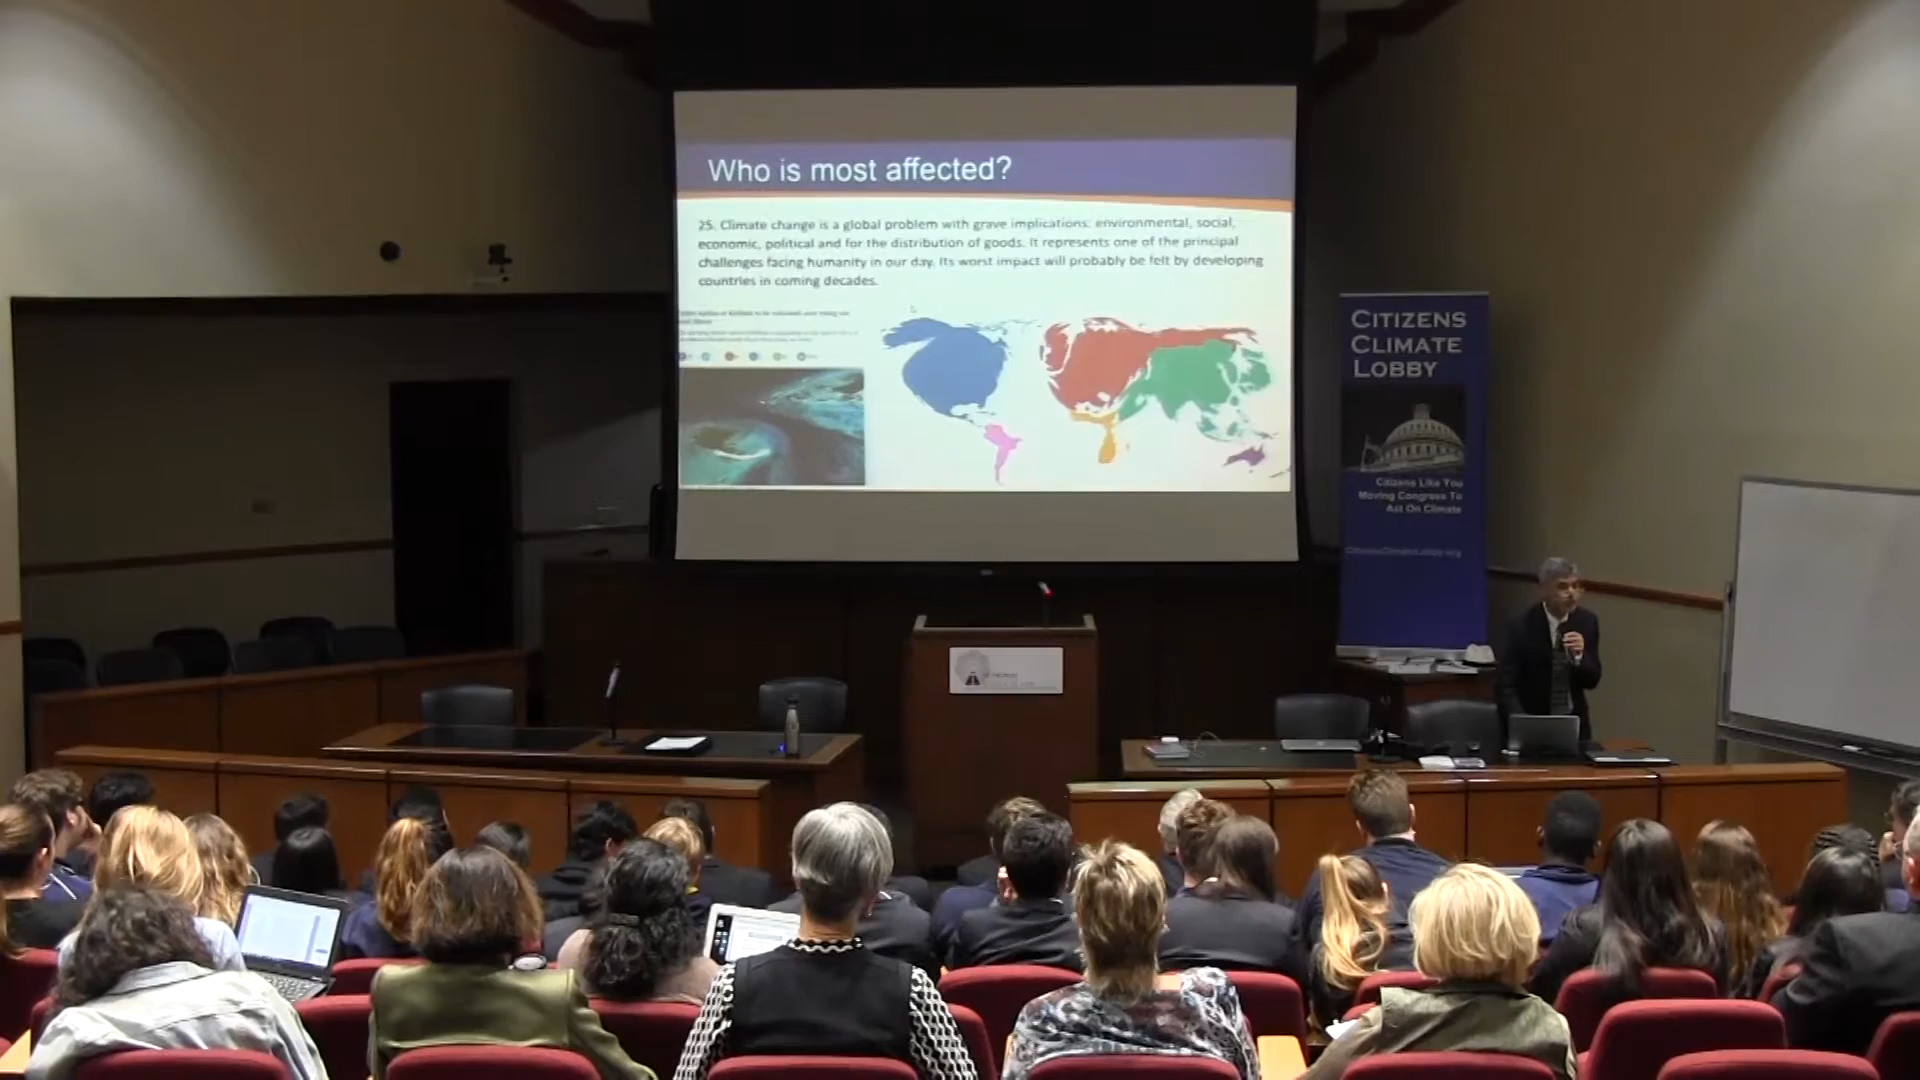 Who is most affected?
25. Climate change is a global problem with grave implications: environmental, social,
economic, political and for the distribution of goods. It represents one of the principal
challenges facing humanity in our day. Its worst impact will probably be felt by developing
countries in coming decades.
CITIZENS
CLIMATE
LOBBY
Citizens Like You
Moving Congress To
Act On Climate
CitizensClimateLobby.org